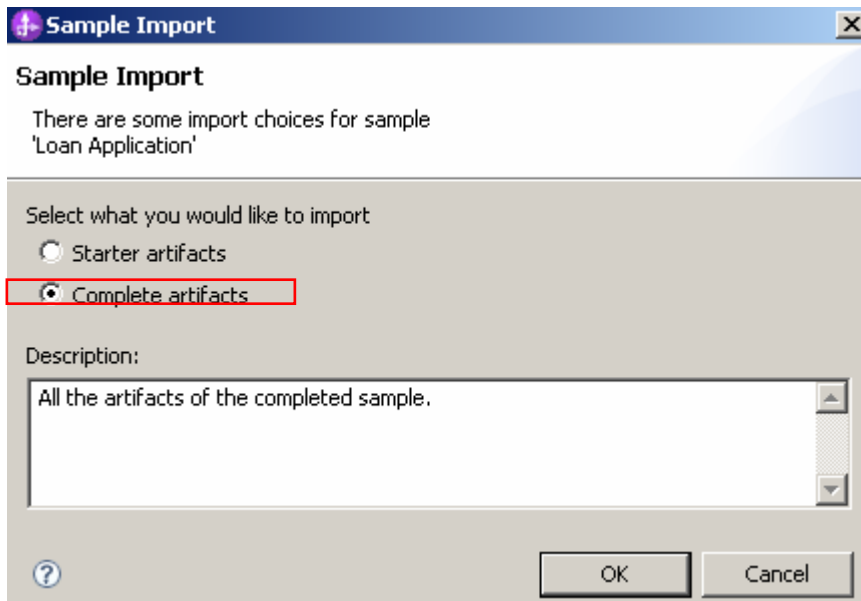 Sample Import
Sample Import
There are some import choices for sample
'Loan Application'
Select what you would like to import
Starter artifacts
Complete artifacts
Description:
All the artifacts of the completed sample.
OK
Cancel